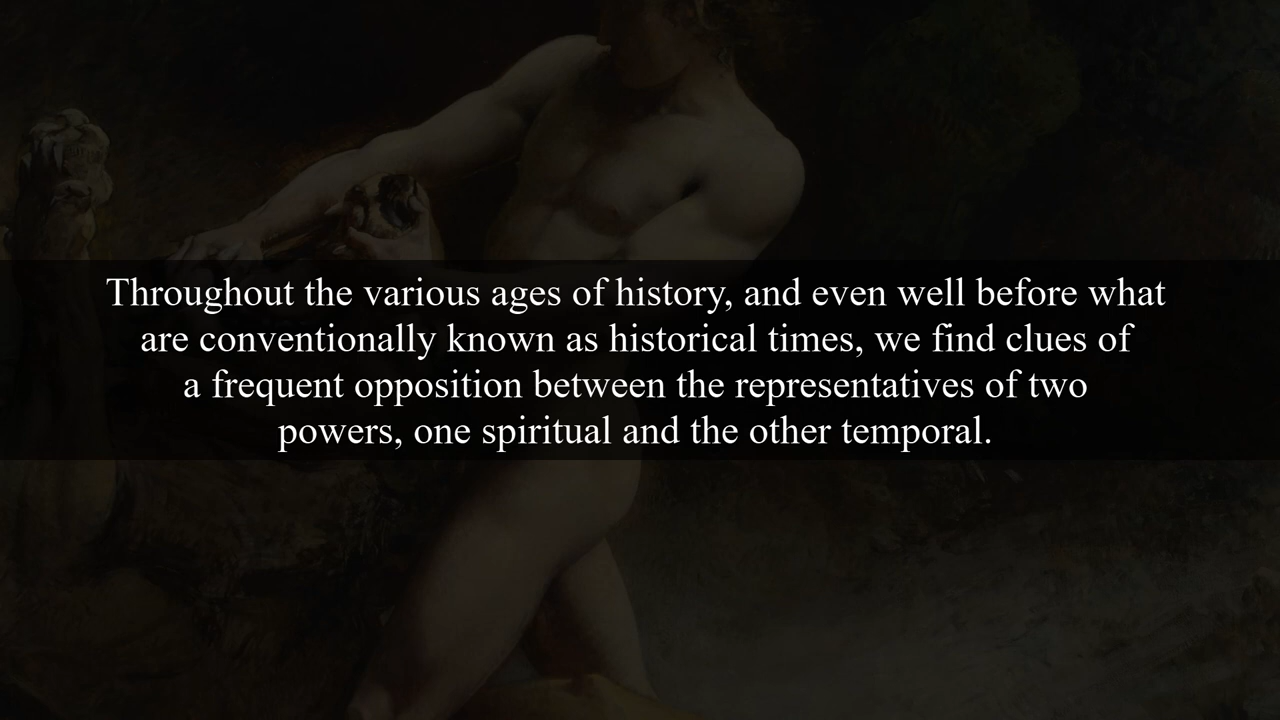 Throughout the various ages of history, and even well before what
are conventionally known as historical times, we find clues of
a frequent opposition between the representatives of two
powers, one spiritual and the other temporal.